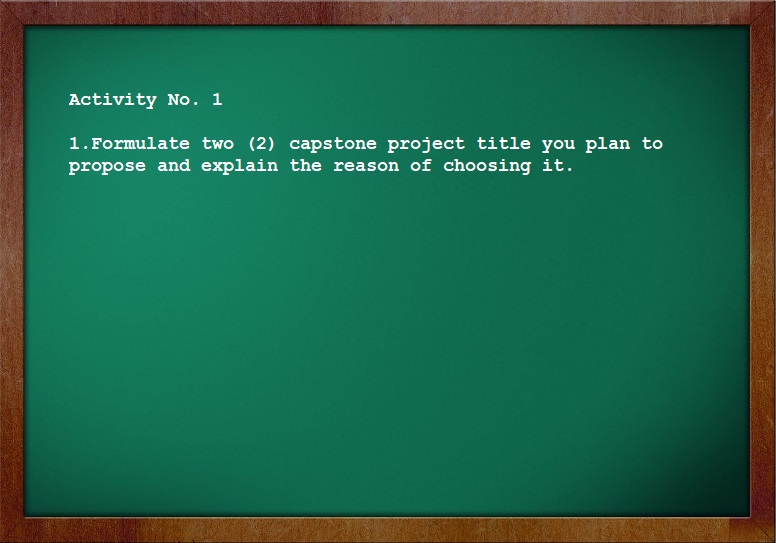 Activity No. 1
1.Formulate two (2) capstone project title you plan to
propose and explain the reason of choosing it.